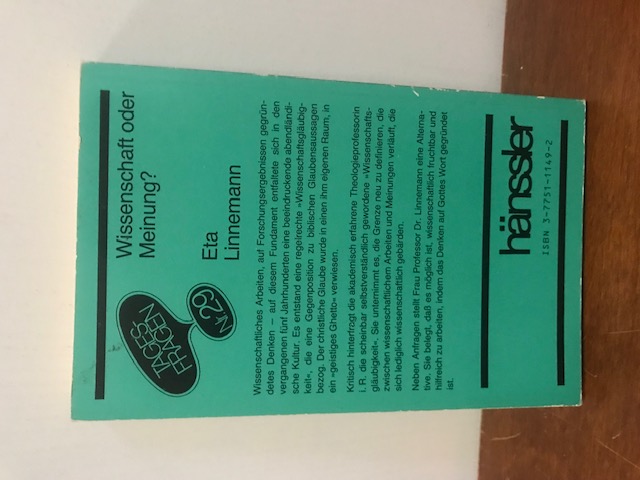 Wissenschaft oder
Meinung?
TAGES
FRAGEN
Nr. 29
Eta
Linnemann
Wissenschaftliches Arbeiten, auf Forschungsergebnissen gegrün-
detes Denken – auf diesem Fundament entfaltete sich in den
vergangenen fünf Jahrhunderten eine beeindruckende abendländi-
sche Kultur. Es entstand eine regelrechte »Wissenschaftsgläubig-
keit«, die eine Gegenposition zu biblischen Glaubensaussagen
bezog. Der christliche Glaube wurde in einen ihm eigenen Raum, in
ein »geistiges Ghetto« verwiesen.
Kritisch hinterfragt die akademisch erfahrene Theologieprofessorin
i. R. die scheinbar selbstverständlich gewordene »Wissenschafts-
gläubigkeit«. Sie unternimmt es, die Grenze neu zu definieren, die
zwischen wissenschaftlichem Arbeiten und Meinungen verläuft, die
sich lediglich wissenschaftlich gebärden.
Neben Anfragen stellt Frau Professor Dr. Linnemann eine Alterna-
tive. Sie belegt, daß es möglich ist, wissenschaftlich fruchtbar und
hilfreich zu arbeiten, indem das Denken auf Gottes Wort gegründet
ist.
hänssler
ISBN 3-7751-1149-2